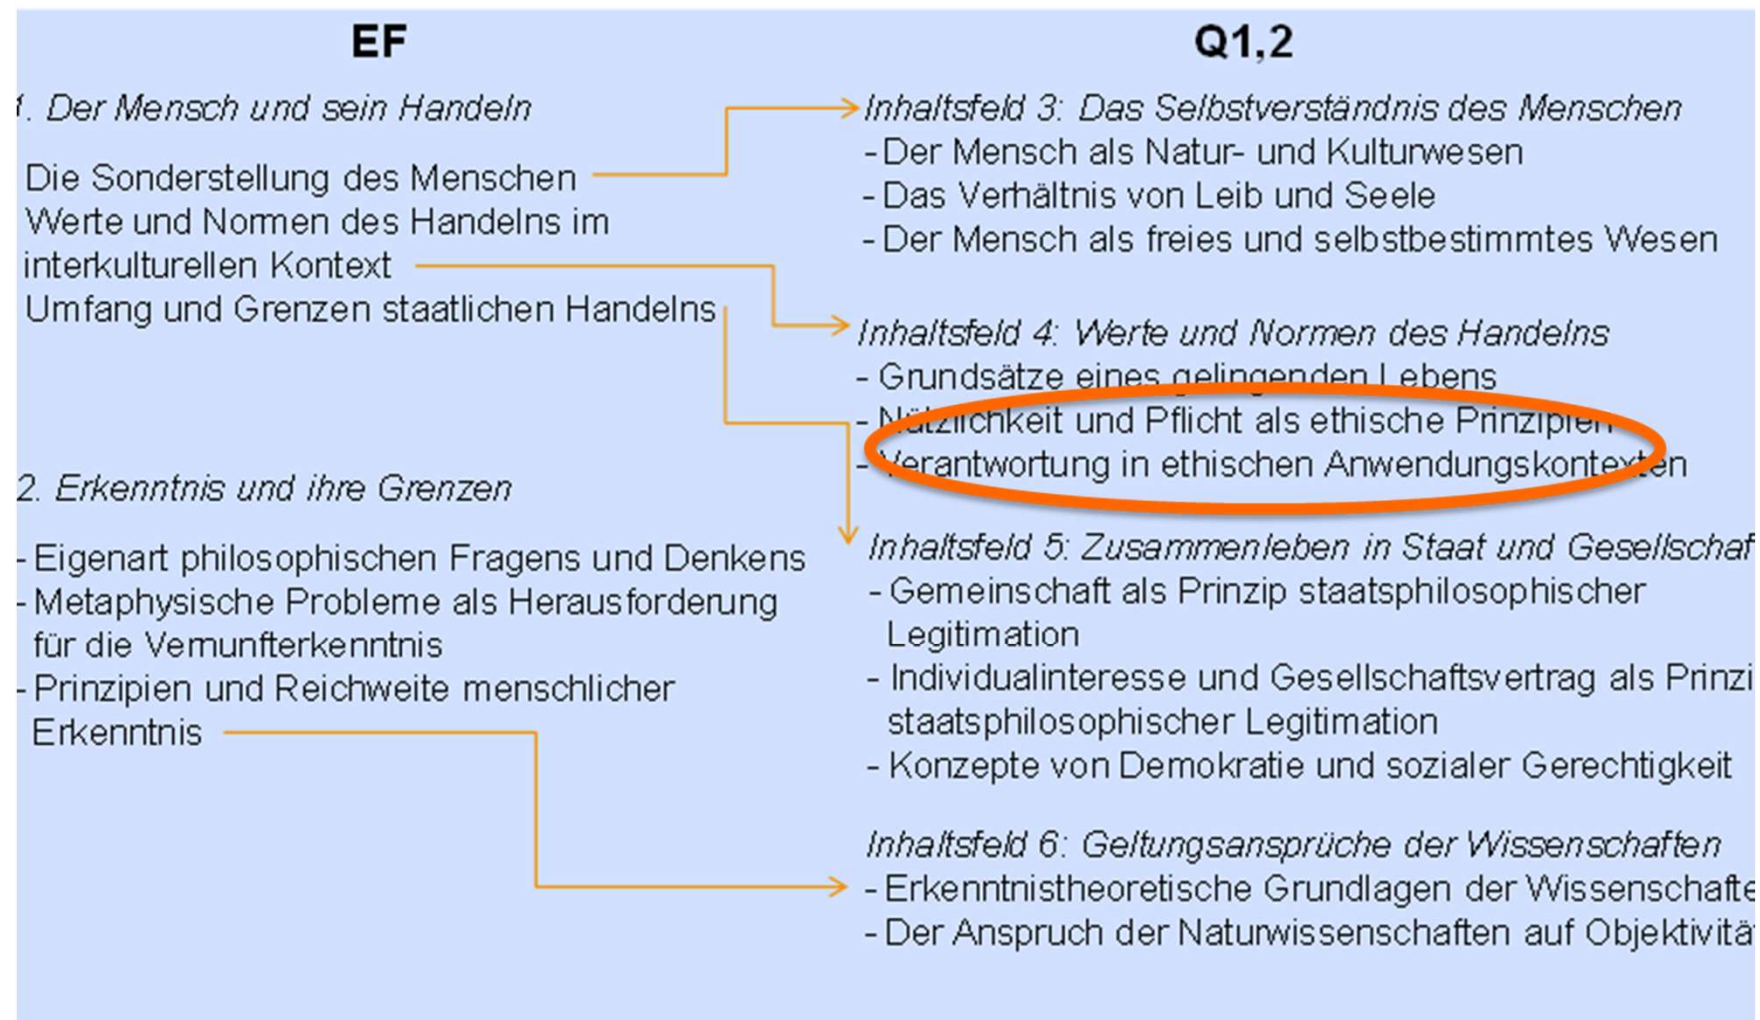 EF
1. Der Mensch und sein Handeln
Die Sonderstellung des Menschen
Werte und Normen des Handelns im
interkulturellen Kontext
Umfang und Grenzen staatlichen Handelns
2. Erkenntnis und ihre Grenzen
- Eigenart philosophischen Fragens und Denkens
- Metaphysische Probleme als Herausforderung
für die Vernunfterkenntnis
- Prinzipien und Reichweite menschlicher
Erkenntnis
Q1,2
Inhaltsfeld 3: Das Selbstverständnis des Menschen
- Der Mensch als Natur- und Kulturwesen
- Das Verhältnis von Leib und Seele
- Der Mensch als freies und selbstbestimmtes Wesen
Inhaltsfeld 4: Werte und Normen des Handelns
- Grundsätze eines gelingenden Lebens
- Nützlichkeit und Pflicht als ethische Prinzipien
- Verantwortung in ethischen Anwendungskontexten
Inhaltsfeld 5: Zusammenleben in Staat und Gesellschaf
- Gemeinschaft als Prinzip staatsphilosophischer
Legitimation
- Individualinteresse und Gesellschaftsvertrag als Prinzi
staatsphilosophischer Legitimation
- Konzepte von Demokratie und sozialer Gerechtigkeit
Inhaltsfeld 6: Geltungsansprüche der Wissenschaften
- Erkenntnistheoretische Grundlagen der Wissenschafte
- Der Anspruch der Naturwissenschaften auf Objektivitä